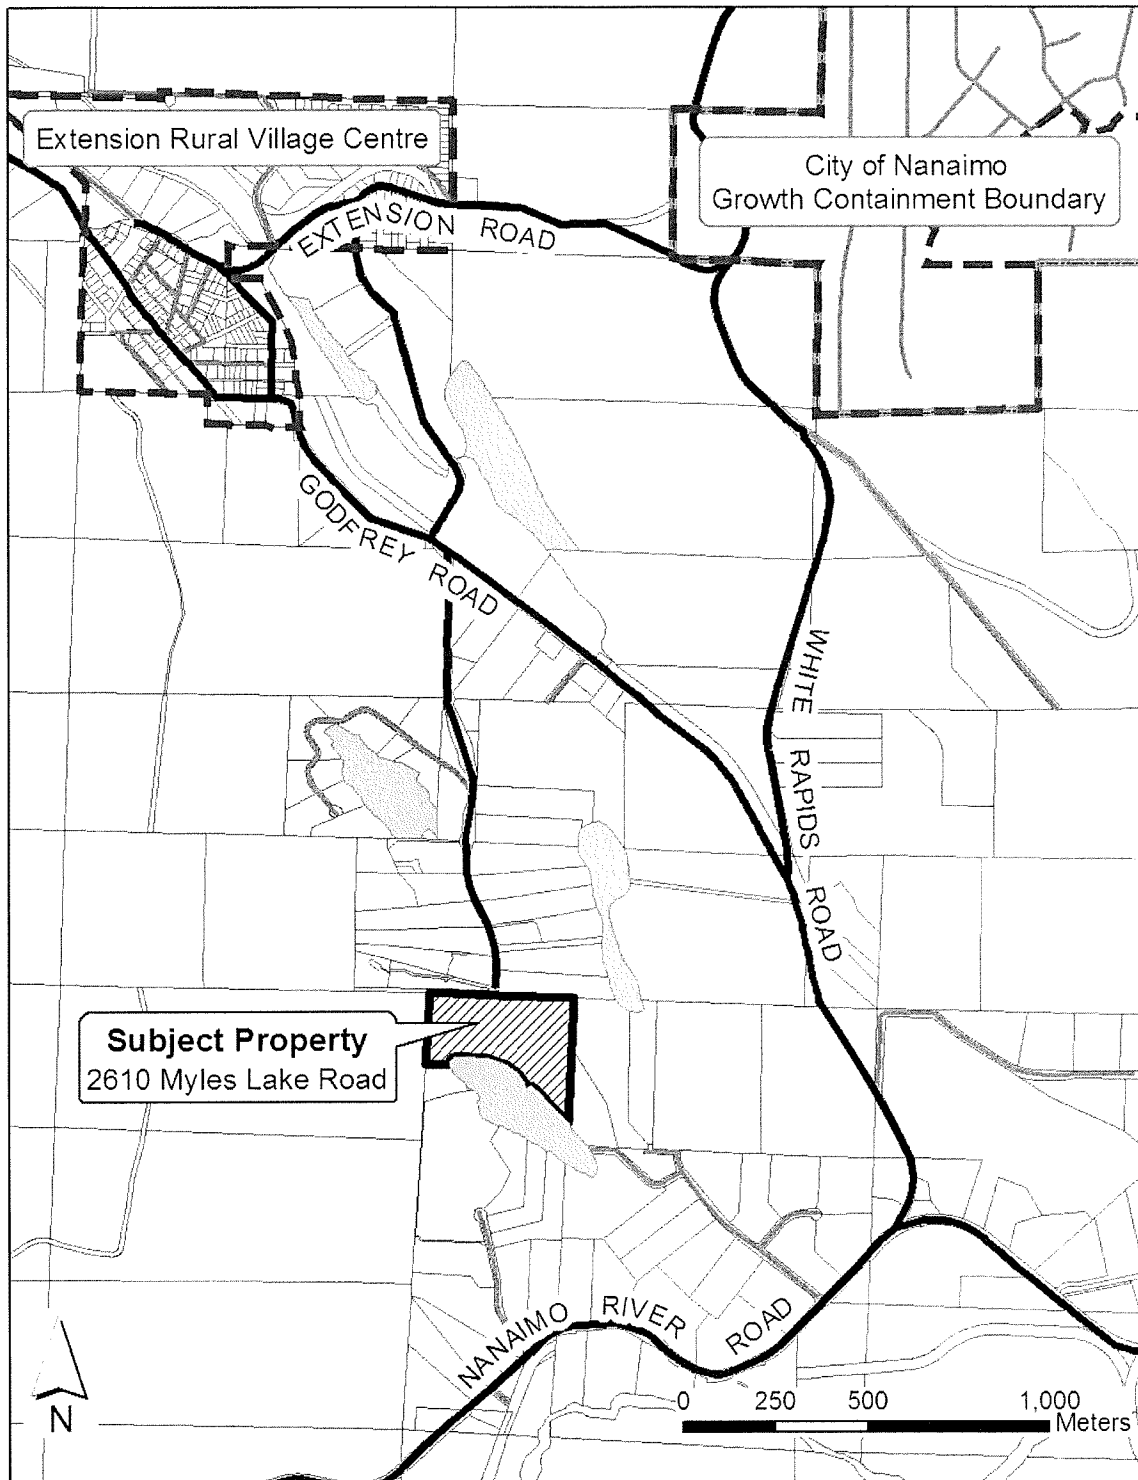 Extension Rural Village Centre
City of Nanaimo
Growth Containment Boundary
EXTENSION ROAD
GODFREY ROAD
WHITE RAPIDS ROAD
Subject Property
2610 Myles Lake Road
NANAIMO RIVER ROAD
N
0 250 500 1,000
Meters